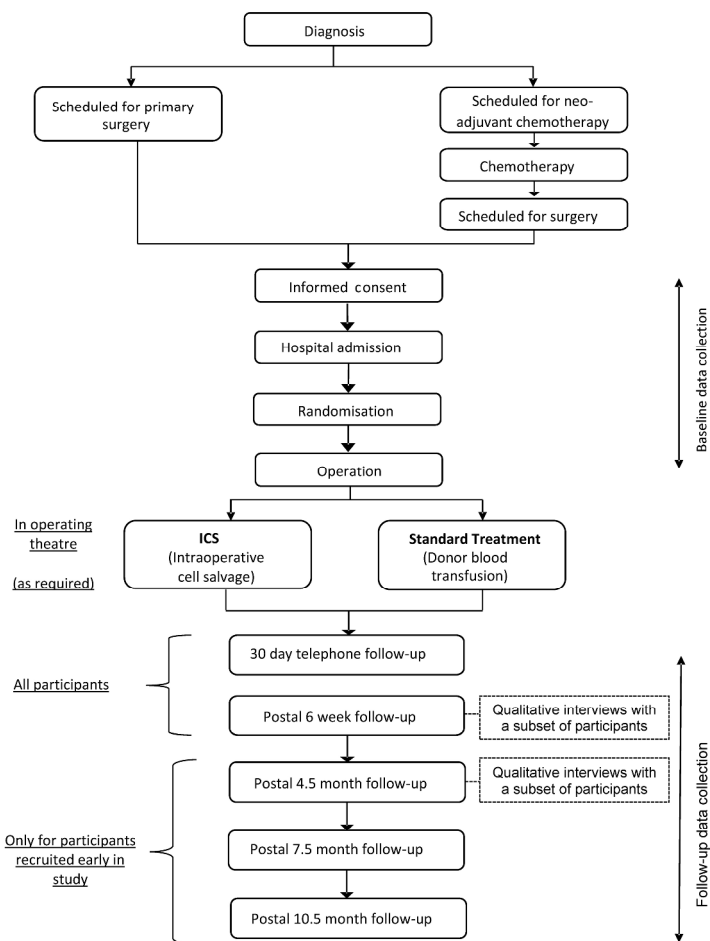 Diagnosis
Scheduled for primary
surgery
Scheduled for neo-
adjuvant chemotherapy
Chemotherapy
Scheduled for surgery
Informed consent
Hospital admission
Randomisation
Operation
Baseline data collection
In operating
theatre
(as required)
ICS
(Intraoperative
cell salvage)
Standard Treatment
(Donor blood
transfusion)
30 day telephone follow-up
All participants
Postal 6 week follow-up
Qualitative interviews with
a subset of participants
Postal 4.5 month follow-up
Qualitative interviews with
a subset of participants
Only for participants
recruited early in
study
Postal 7.5 month follow-up
Postal 10.5 month follow-up
Follow-up data collection